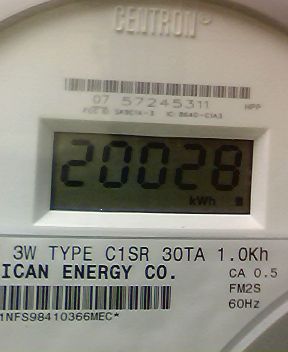 CENTRON
07 57245311 HPP
20028
kWh
3W TYPE C1SR 30TA 1.0Kh
ICAN ENERGY CO. CA 0.5
FM2S
60Hz
1NFS98410366MEC*